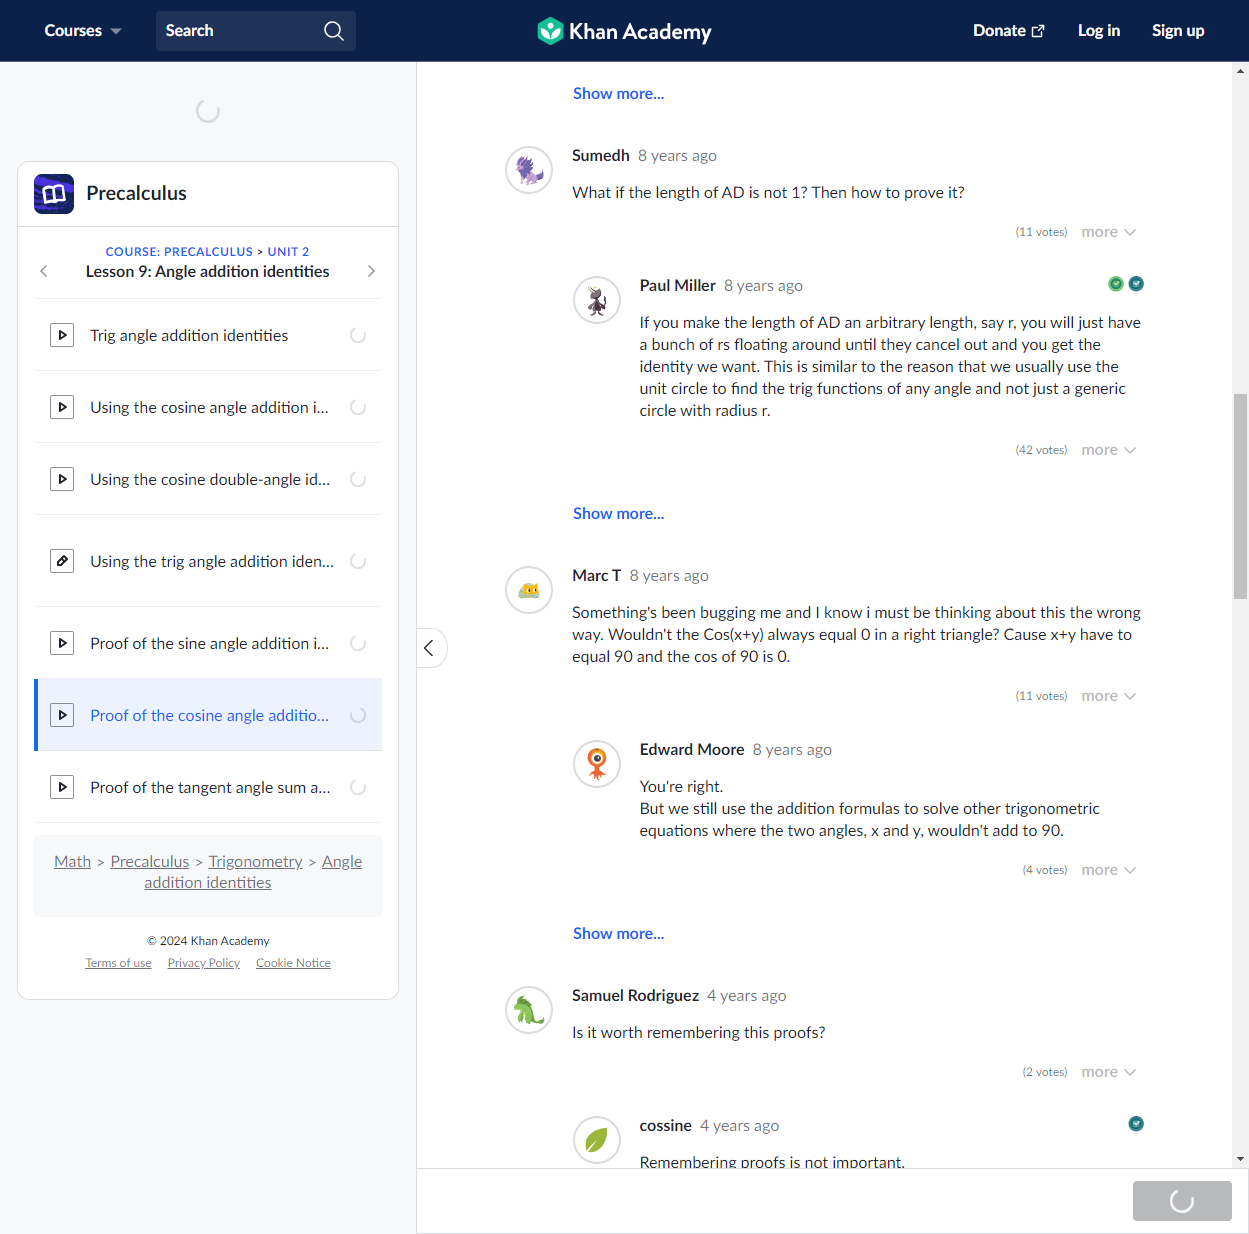 Courses
Search
Khan Academy
Donate
Log in
Sign up
Precalculus
COURSE: PRECALCULUS > UNIT 2
Lesson 9: Angle addition identities
Trig angle addition identities
Using the cosine angle addition i...
Using the cosine double-angle id...
Using the trig angle addition iden...
Proof of the sine angle addition i...
Proof of the cosine angle additio...
Proof of the tangent angle sum a...
Math > Precalculus > Trigonometry > Angle
addition identities
© 2024 Khan Academy
Terms of use Privacy Policy Cookie Notice
Show more...
Sumedh 8 years ago
What if the length of AD is not 1? Then how to prove it?
(11 votes) more
Paul Miller 8 years ago
If you make the length of AD an arbitrary length, say r, you will just have
a bunch of rs floating around until they cancel out and you get the
identity we want. This is similar to the reason that we usually use the
unit circle to find the trig functions of any angle and not just a generic
circle with radius r.
(42 votes) more
Show more...
Marc T 8 years ago
Something's been bugging me and I know i must be thinking about this the wrong
way. Wouldn't the Cos(x+y) always equal 0 in a right triangle? Cause x+y have to
equal 90 and the cos of 90 is 0.
(11 votes) more
Edward Moore 8 years ago
You're right.
But we still use the addition formulas to solve other trigonometric
equations where the two angles, x and y, wouldn't add to 90.
(4 votes) more
Show more...
Samuel Rodriguez 4 years ago
Is it worth remembering this proofs?
(2 votes) more
cossine 4 years ago
Remembering proofs is not important.